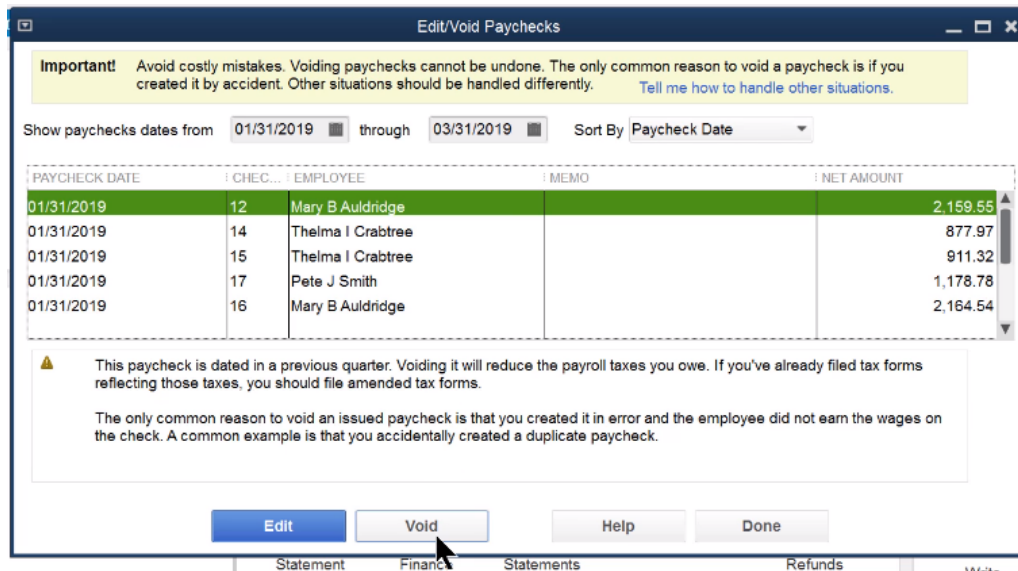 Edit/Void Paychecks
Important! Avoid costly mistakes. Voiding paychecks cannot be undone. The only common reason to void a paycheck is if you
created it by accident. Other situations should be handled differently. Tell me how to handle other situations.
Show paychecks dates from 01/31/2019 through 03/31/2019 Sort By Paycheck Date
PAYCHECK DATE CHEC... EMPLOYEE MEMO NET AMOUNT
01/31/2019 12 Mary B Auldridge 2,159.55
01/31/2019 14 Thelma I Crabtree 877.97
01/31/2019 15 Thelma I Crabtree 911.32
01/31/2019 17 Pete J Smith 1,178.78
01/31/2019 16 Mary B Auldridge 2,164.54
This paycheck is dated in a previous quarter. Voiding it will reduce the payroll taxes you owe. If you've already filed tax forms
reflecting those taxes, you should file amended tax forms.
The only common reason to void an issued paycheck is that you created it in error and the employee did not earn the wages on
the check. A common example is that you accidentally created a duplicate paycheck.
Edit Void Help Done
Statement Finance Statements Refunds